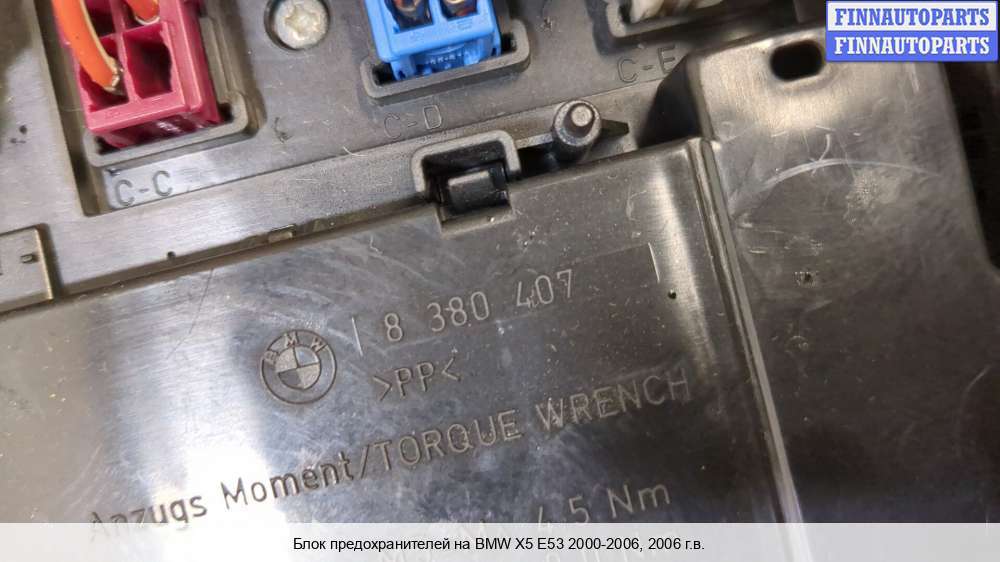 FINNAUTOPARTS
FINNAUTOPARTS
C-E
C-D
C-C
8 380 407
BMW
>PP<
Anzugs Moment/TORQUE WRENCH
4,5 Nm
Блок предохранителей на BMW X5 E53 2000-2006, 2006 г.в.